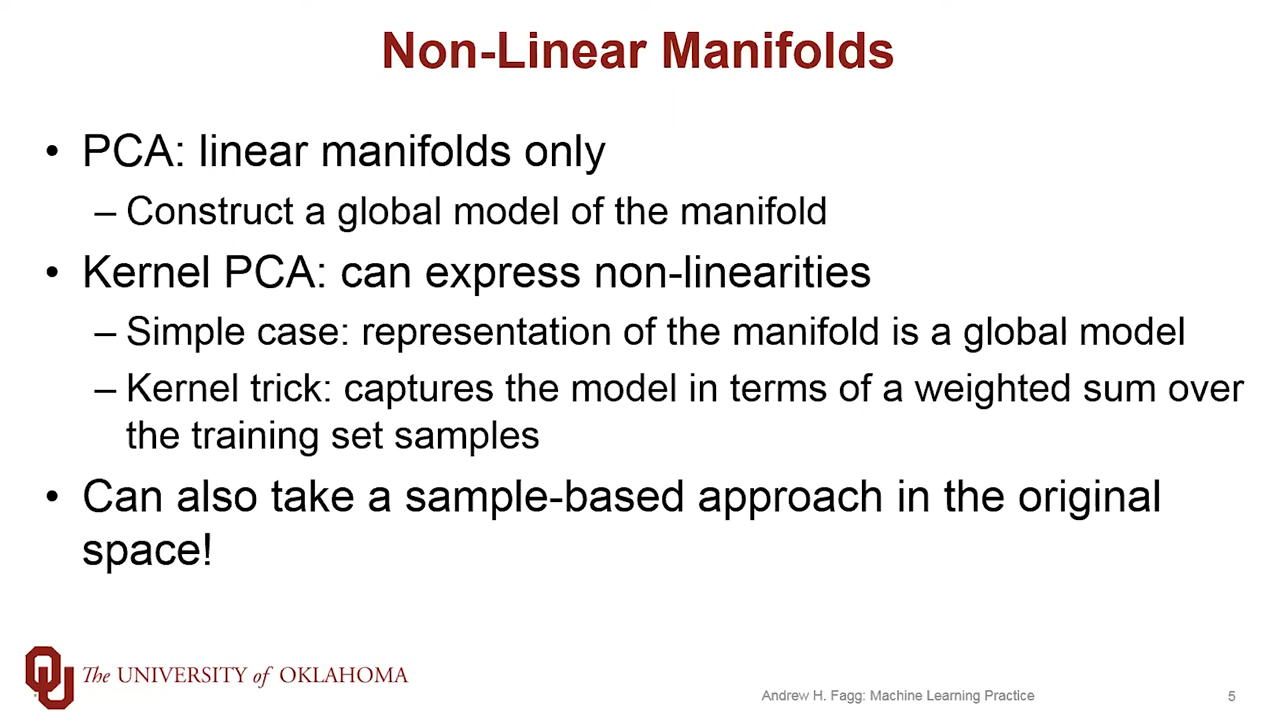 Non-Linear Manifolds
• PCA: linear manifolds only
– Construct a global model of the manifold
• Kernel PCA: can express non-linearities
– Simple case: representation of the manifold is a global model
– Kernel trick: captures the model in terms of a weighted sum over
the training set samples
• Can also take a sample-based approach in the original
space!
The UNIVERSITY of OKLAHOMA
Andrew H. Fagg: Machine Learning Practice
5